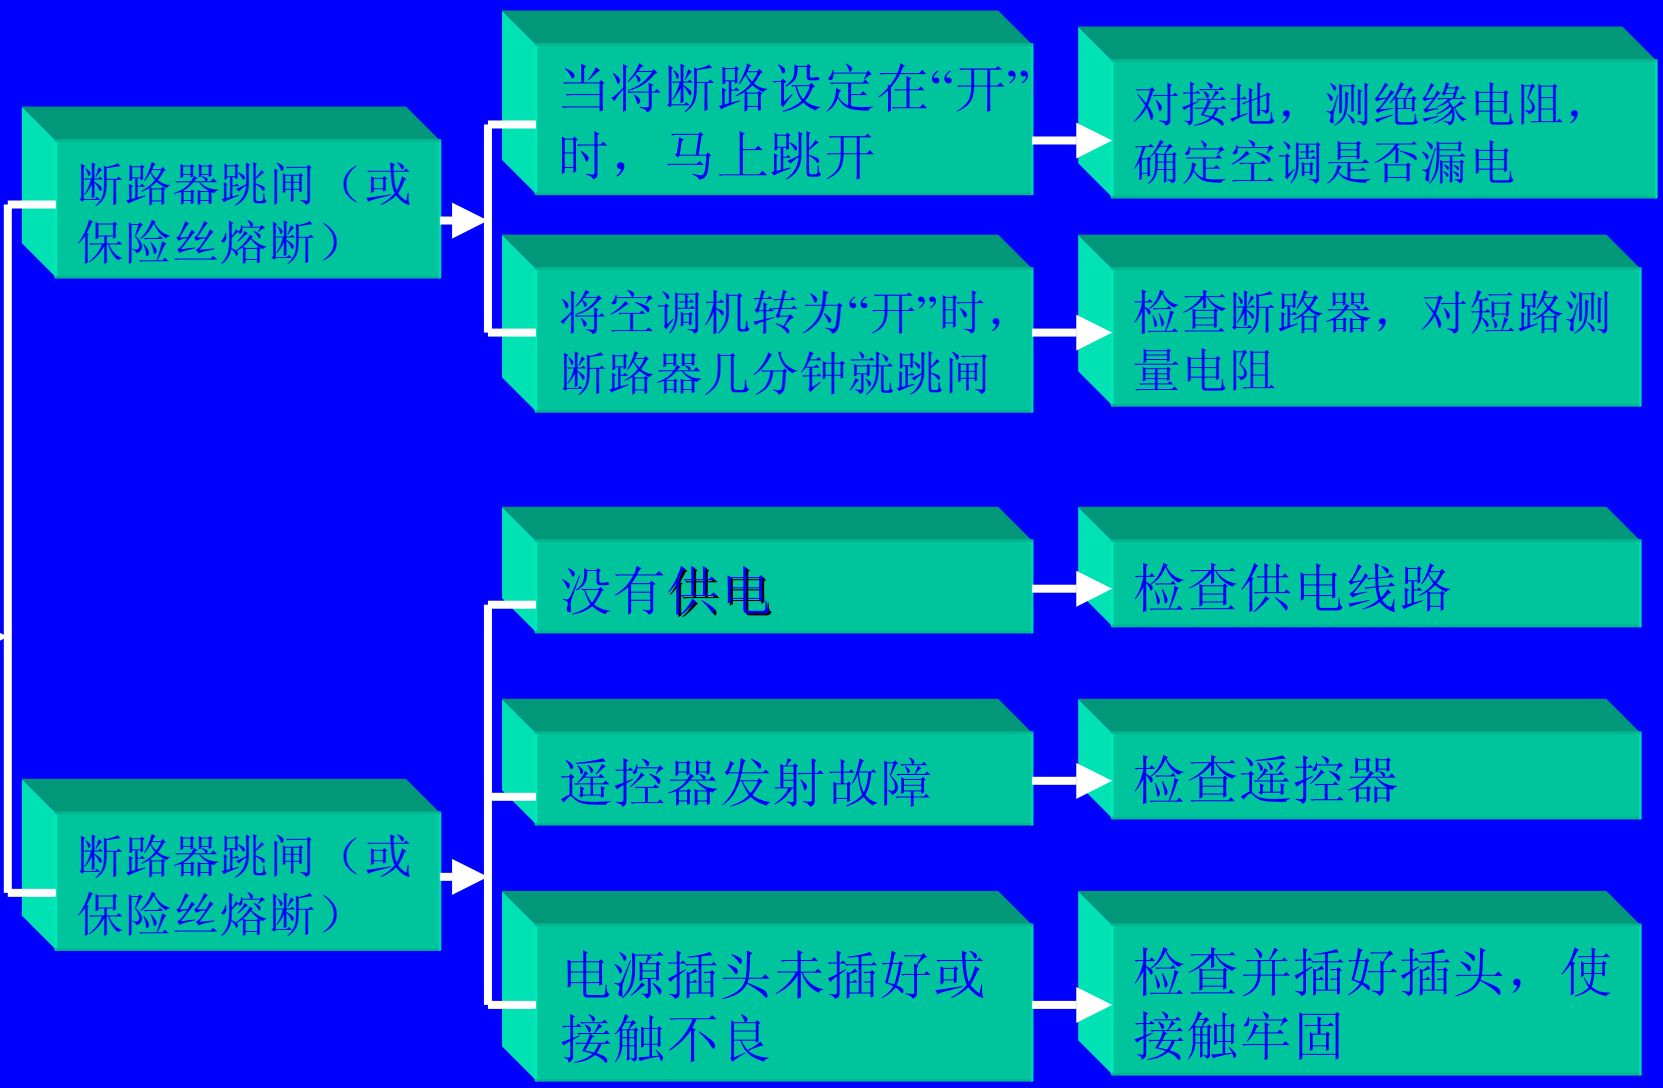 断路器跳闸（或
保险丝熔断）
当将断路设定在“开”
时，马上跳开
对接地，测绝缘电阻，
确定空调是否漏电
将空调机转为“开”时，
断路器几分钟就跳闸
检查断路器，对短路测
量电阻
断路器跳闸（或
保险丝熔断）
没有供电
检查供电线路
遥控器发射故障
检查遥控器
电源插头未插好或
接触不良
检查并插好插头，使
接触牢固